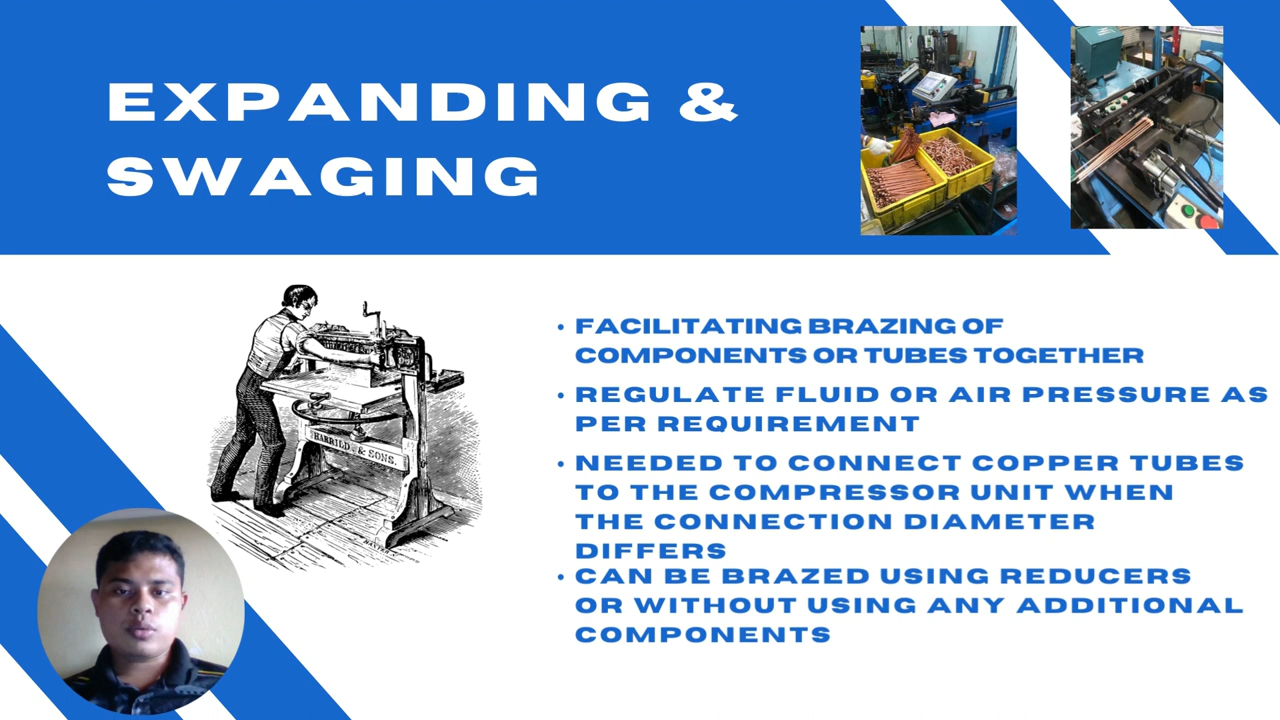 EXPANDING &
SWAGING
HARRILD & SONS.
• FACILITATING BRAZING OF
COMPONENTS OR TUBES TOGETHER
• REGULATE FLUID OR AIR PRESSURE AS
PER REQUIREMENT
• NEEDED TO CONNECT COPPER TUBES
TO THE COMPRESSOR UNIT WHEN
THE CONNECTION DIAMETER
DIFFERS
• CAN BE BRAZED USING REDUCERS
OR WITHOUT USING ANY ADDITIONAL
COMPONENTS